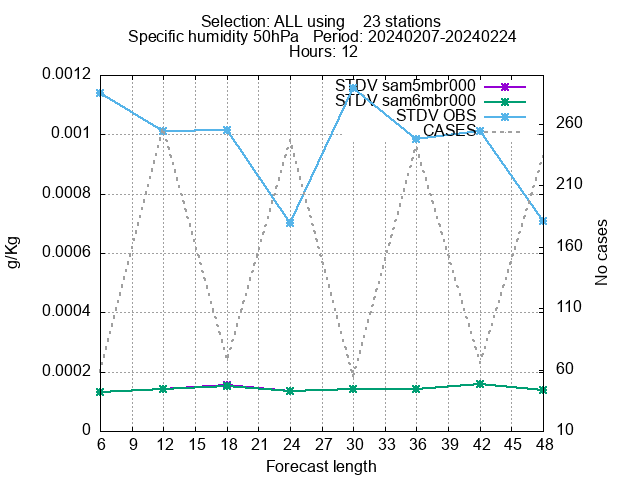 Selection: ALL using    23 stations
Specific humidity 50hPa   Period: 20240207-20240224
Hours: 12
STDV sam5mbr000
STDV sam6mbr000
STDV OBS
CASES
0.0012
0.001
0.0008
0.0006
0.0004
0.0002
0
g/Kg
260
210
160
110
60
10
No cases
6 9 12 15 18 21 24 27 30 33 36 39 42 45 48
Forecast length